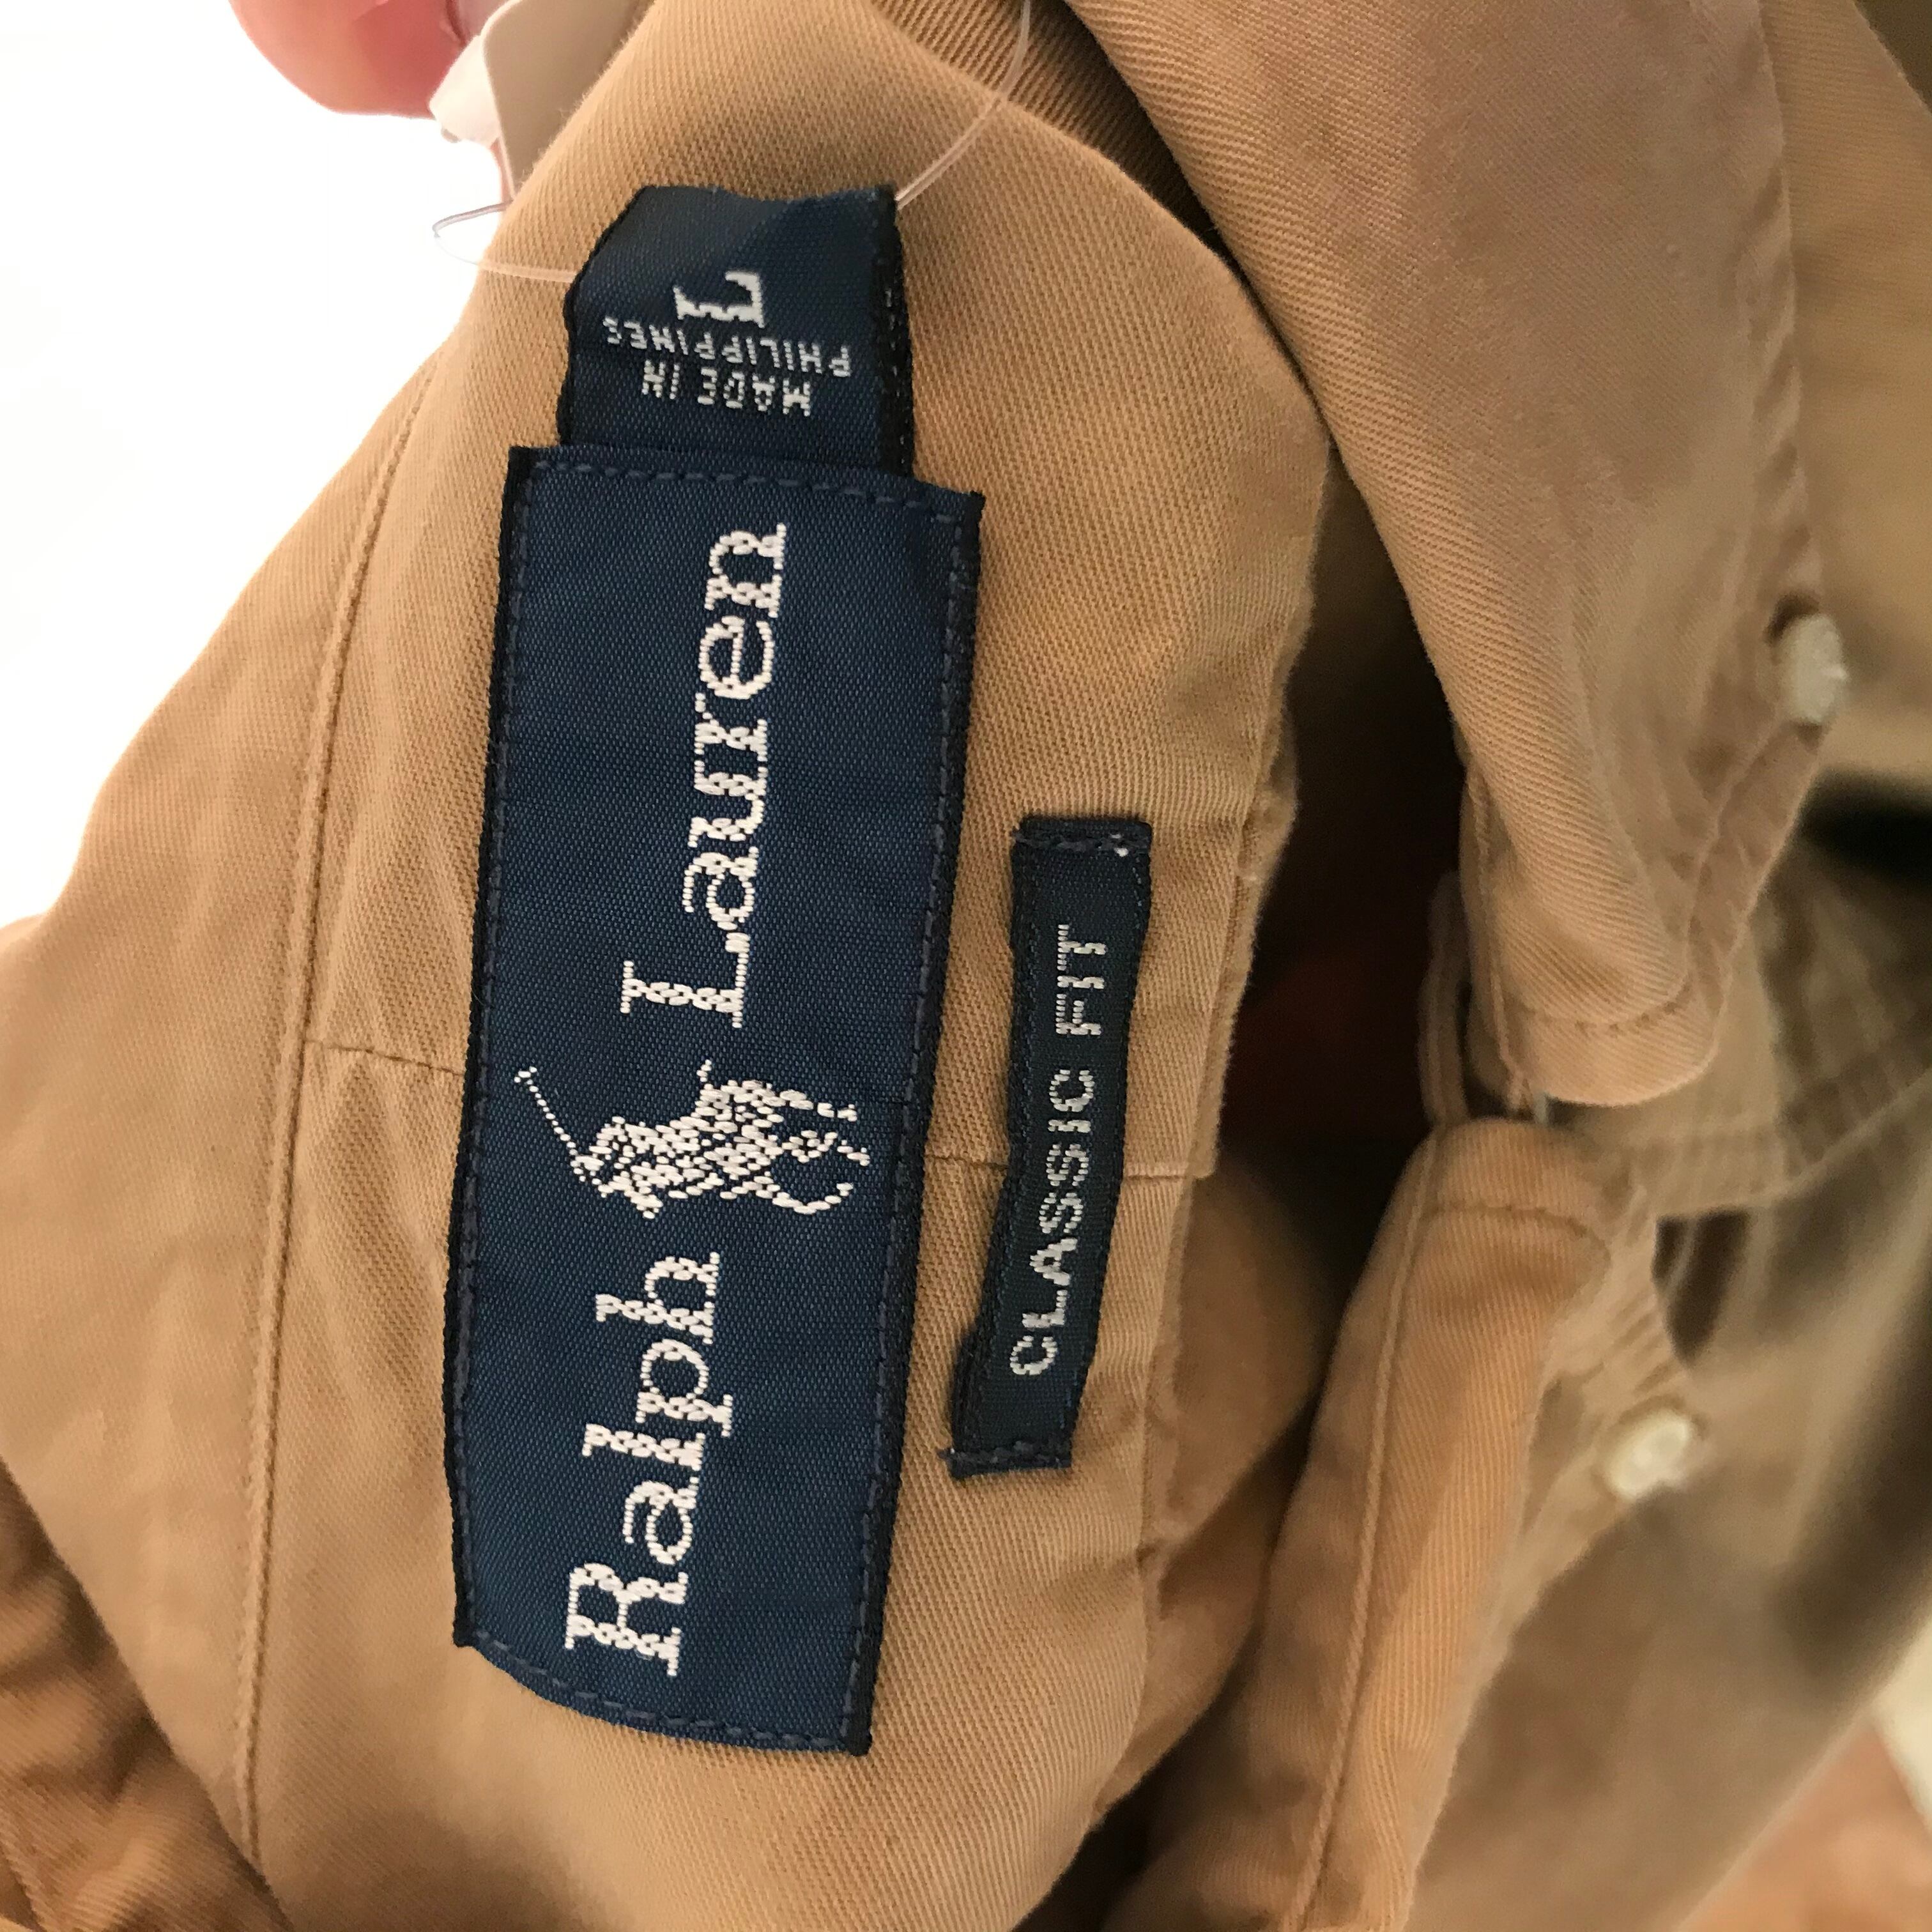 Ralph Lauren
L
MADE IN
PHILIPPINES
CLASSIC FIT